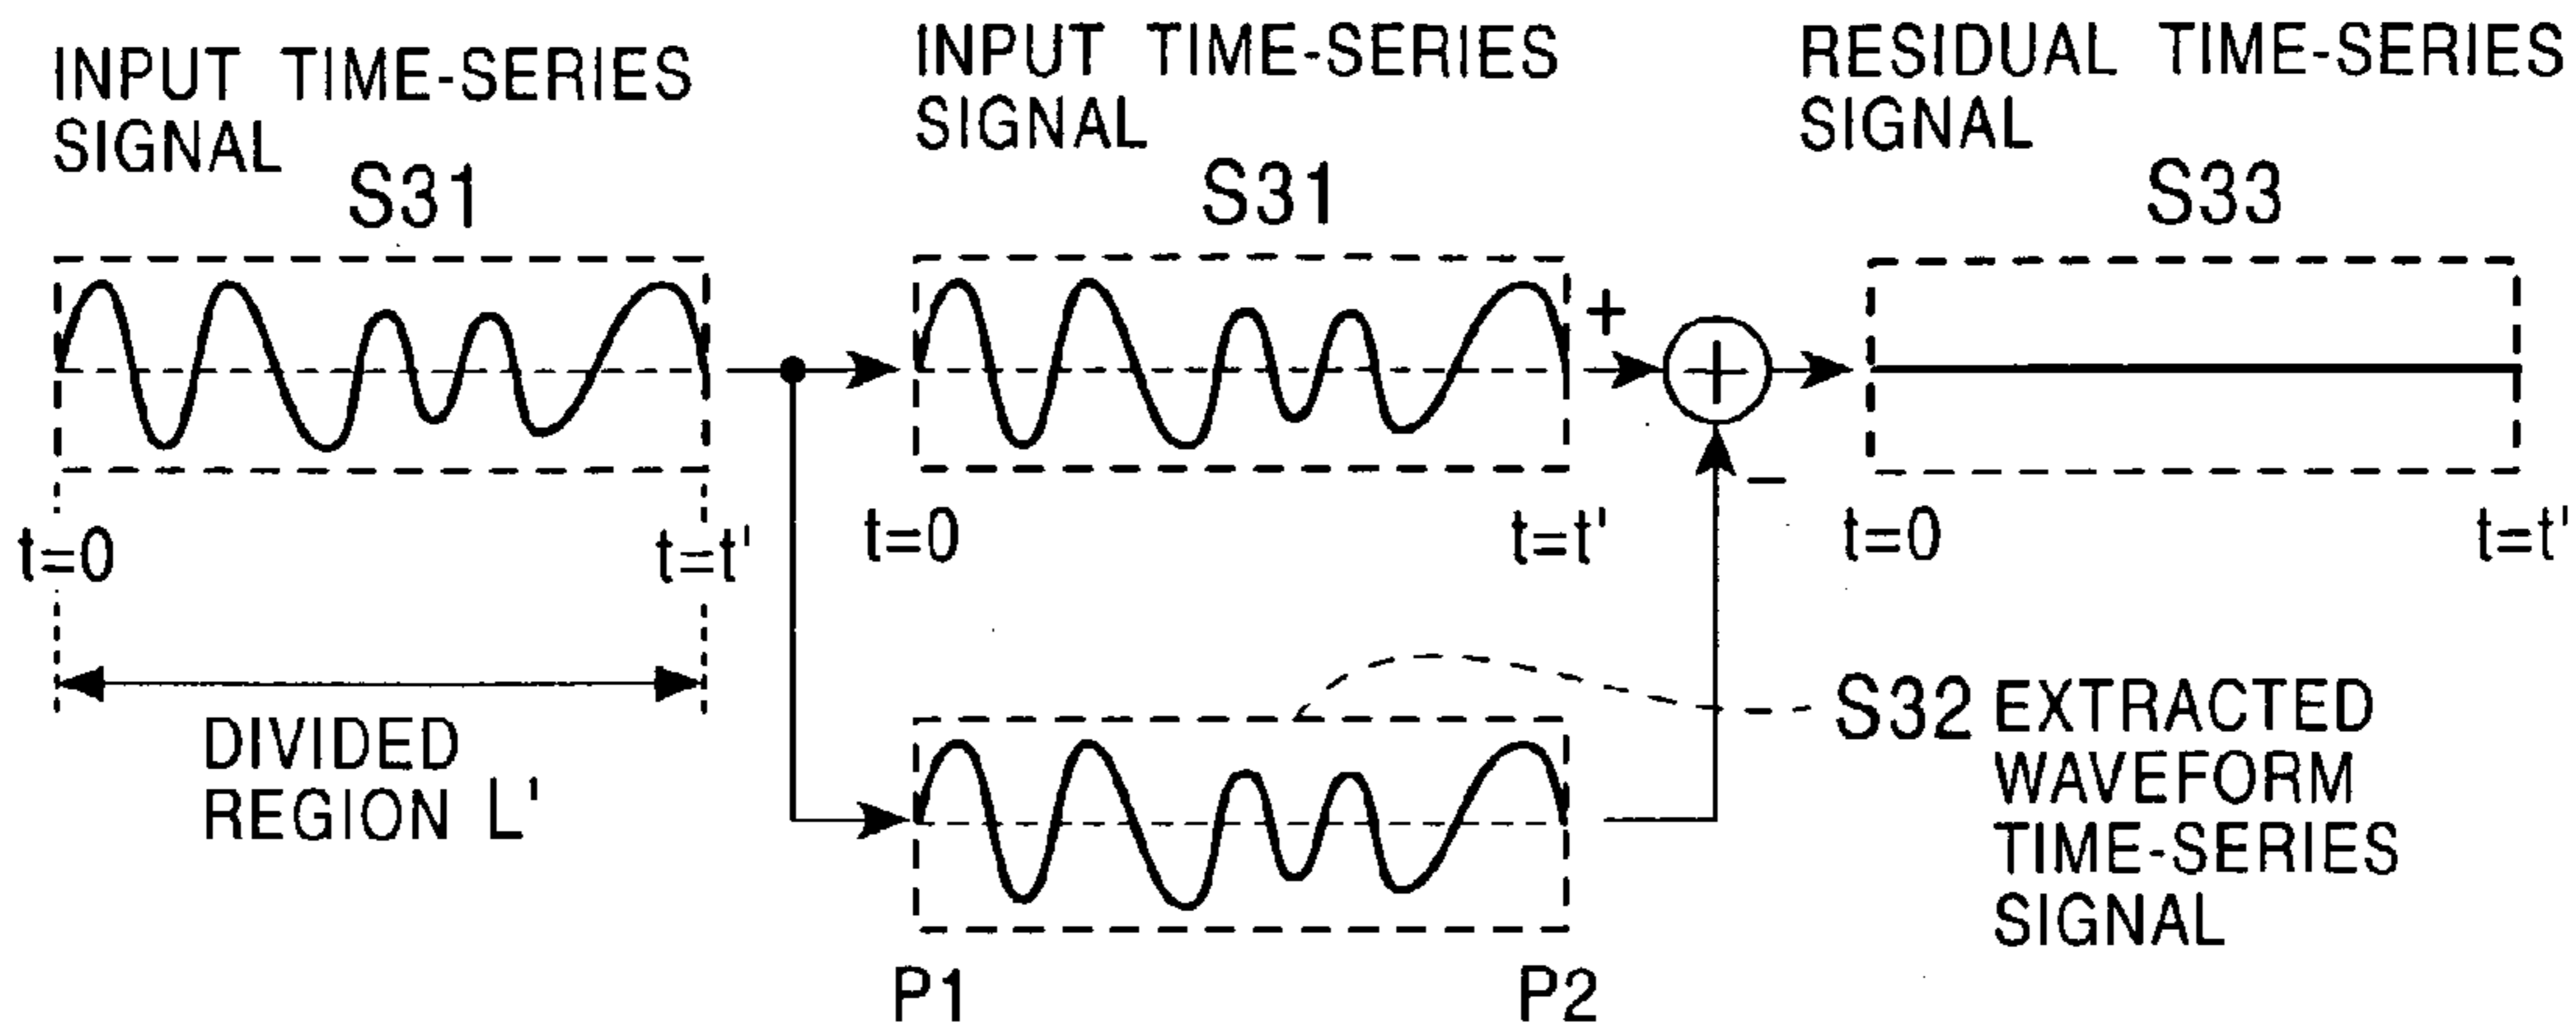 INPUT TIME-SERIES
SIGNAL
S31
INPUT TIME-SERIES
SIGNAL
S31
RESIDUAL TIME-SERIES
SIGNAL
S33
+
+
−
t=0
t=t'
t=0
t=t'
t=0
t=t'
DIVIDED
REGION L'
S32 EXTRACTED
WAVEFORM
TIME-SERIES
SIGNAL
P1
P2